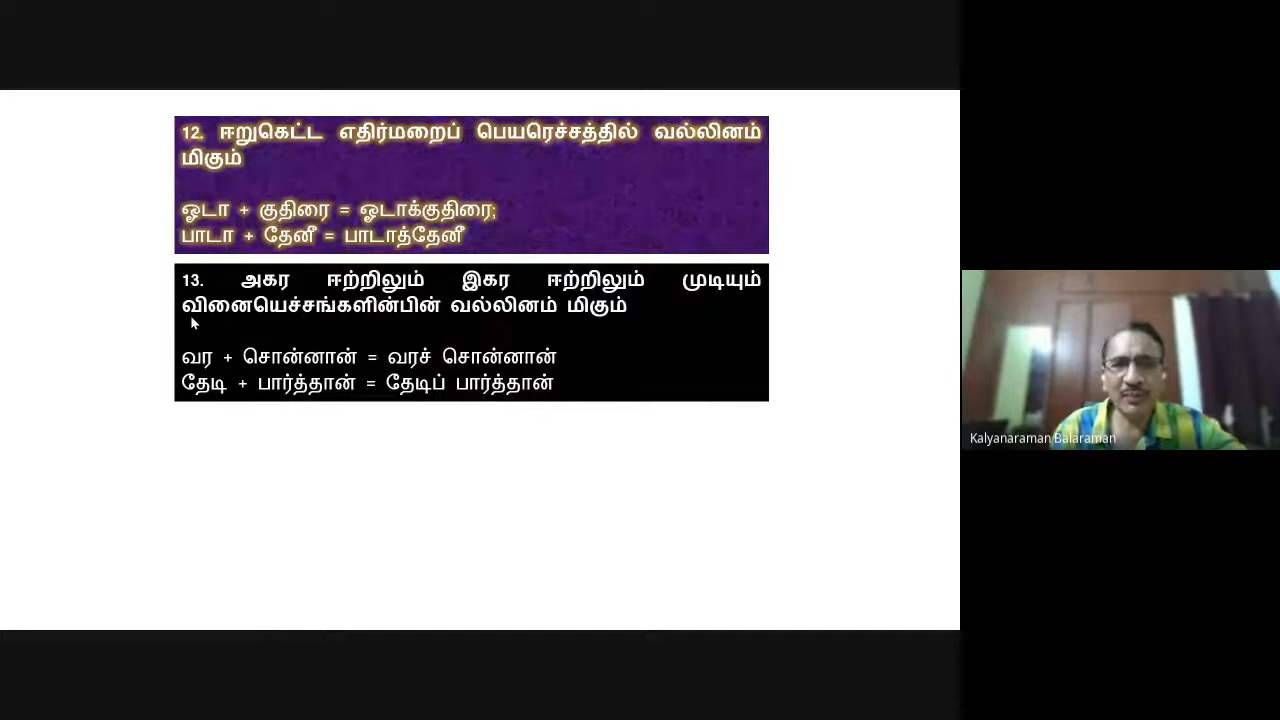 12. ஈறுகெட்ட எதிர்மறைப் பெயரெச்சத்தில் வல்லினம்
மிகும்
ஓடா + குதிரை = ஓடாக்குதிரை;
பாடா + தேனீ = பாடாத்தேனீ
13. அகர ஈற்றிலும் இகர ஈற்றிலும் முடியும்
வினையெச்சங்களின்பின் வல்லினம் மிகும்
வர + சொன்னான் = வரச் சொன்னான்
தேடி + பார்த்தான் = தேடிப் பார்த்தான்
Kalyanaraman Balaraman